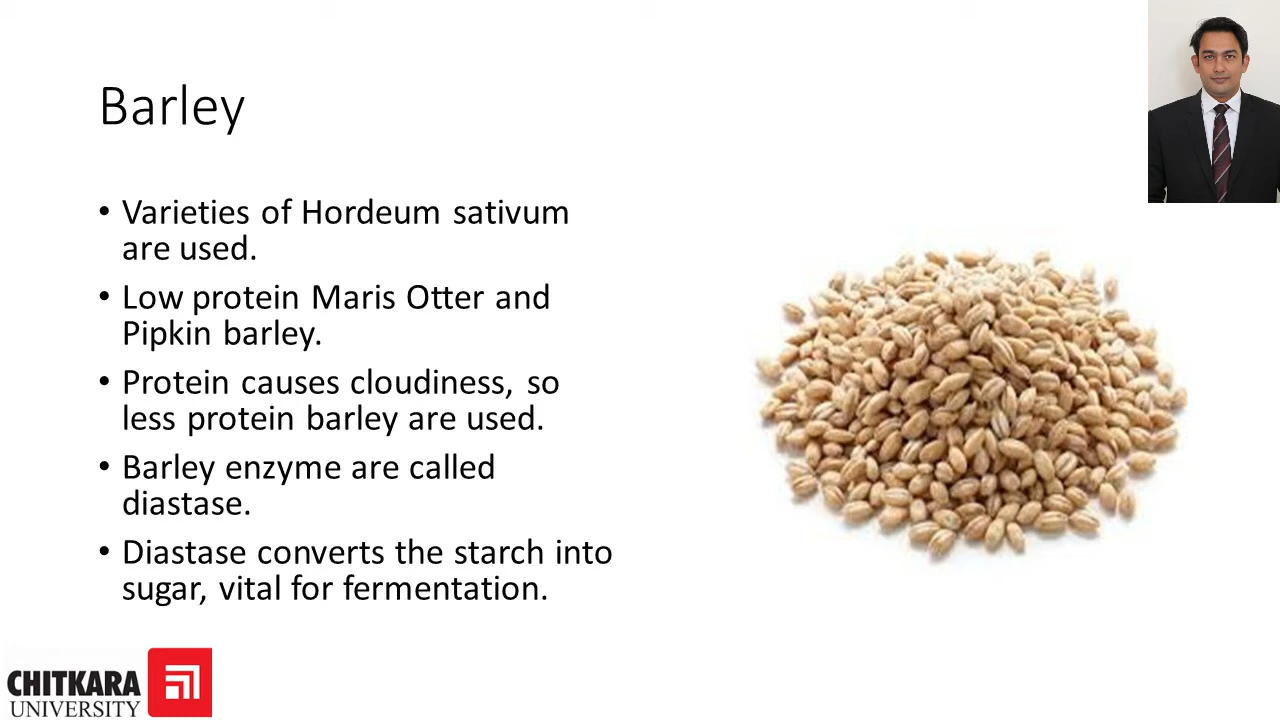 Barley
• Varieties of Hordeum sativum
are used.
• Low protein Maris Otter and
Pipkin barley.
• Protein causes cloudiness, so
less protein barley are used.
• Barley enzyme are called
diastase.
• Diastase converts the starch into
sugar, vital for fermentation.
CHITKARA
UNIVERSITY